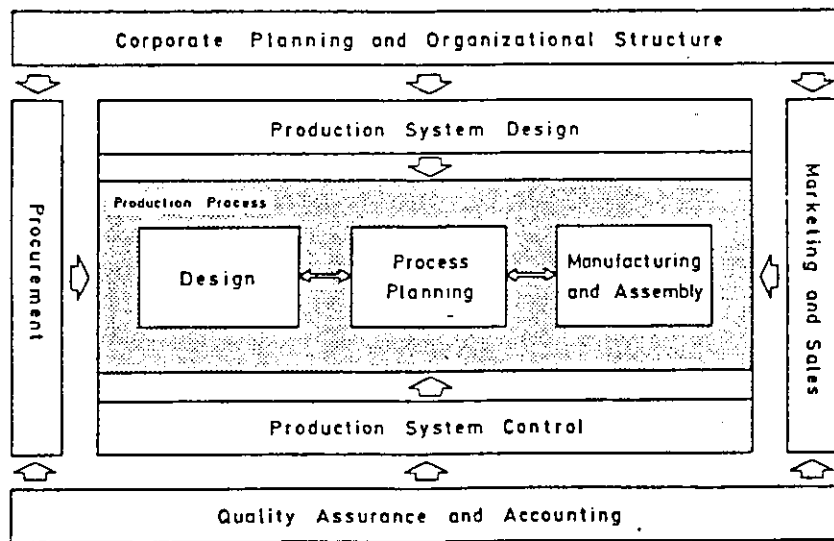 Corporate Planning and Organizational Structure
Production System Design
Procurement
Production Process
Design
Process
Planning
Manufacturing
and Assembly
Marketing and Sales
Production System Control
Quality Assurance and Accounting